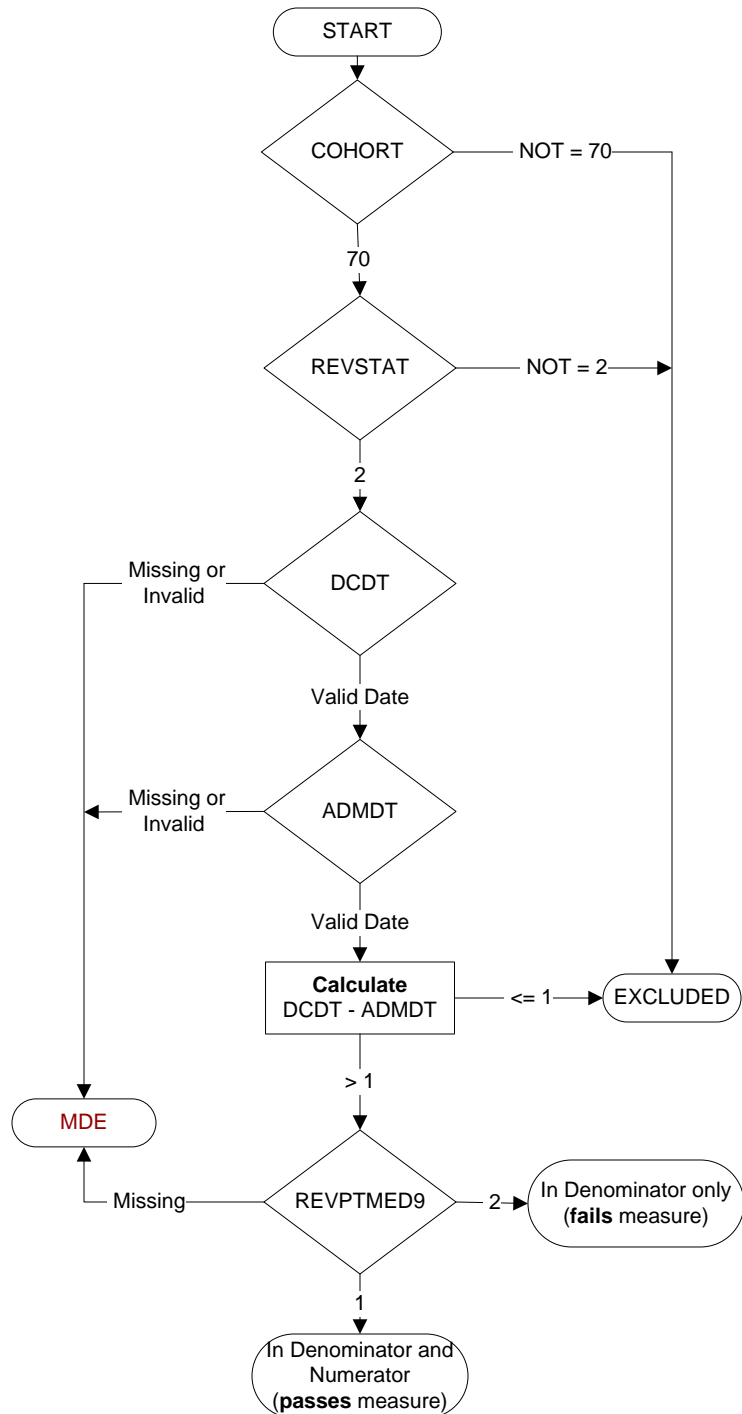 START
COHORT
NOT = 70
70
REVSTAT
NOT = 2
2
Missing or
Invalid
DCDT
Valid Date
Missing or
Invalid
ADMDT
Valid Date
Calculate
DCDT - ADMDT
<= 1
EXCLUDED
> 1
MDE
Missing
REVPTMED9
2
In Denominator only
(fails measure)
1
In Denominator and
Numerator
(passes measure)